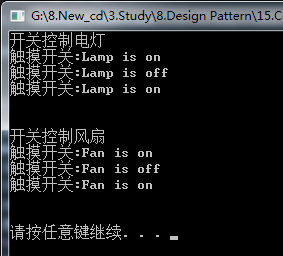 G:\8.New_cd\3.Study\8.Design Pattern\15.C
开关控制电灯
触摸开关:Lamp is on
触摸开关:Lamp is off
触摸开关:Lamp is on
开关控制风扇
触摸开关:Fan is on
触摸开关:Fan is off
触摸开关:Fan is on
请按任意键继续. . .